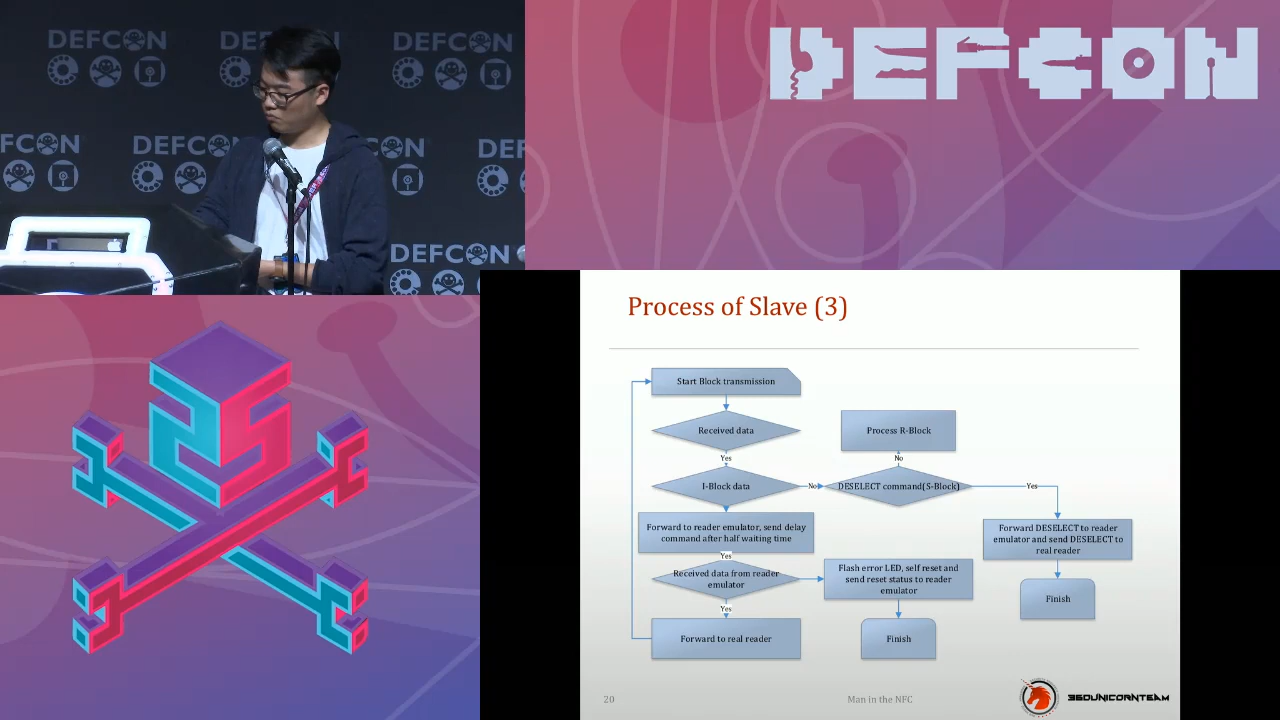 DEFCON DEFCON DEFCON
DEFCON DEFCON DEFCON DEF
DEFCON
DEFCON
Process of Slave (3)
Start Block transmission
Received data
Process R-Block
Yes
No
I-Block data
No
DESELECT command(S-Block)
Yes
Forward to reader emulator, send delay
command after half waiting time
Forward DESELECT to reader
emulator and send DESELECT to
real reader
Yes
Received data from reader
emulator
Flash error LED, self reset and
send reset status to reader
emulator
Finish
Yes
Forward to real reader
Finish
20
Man in the NFC
360UNICORNTEAM